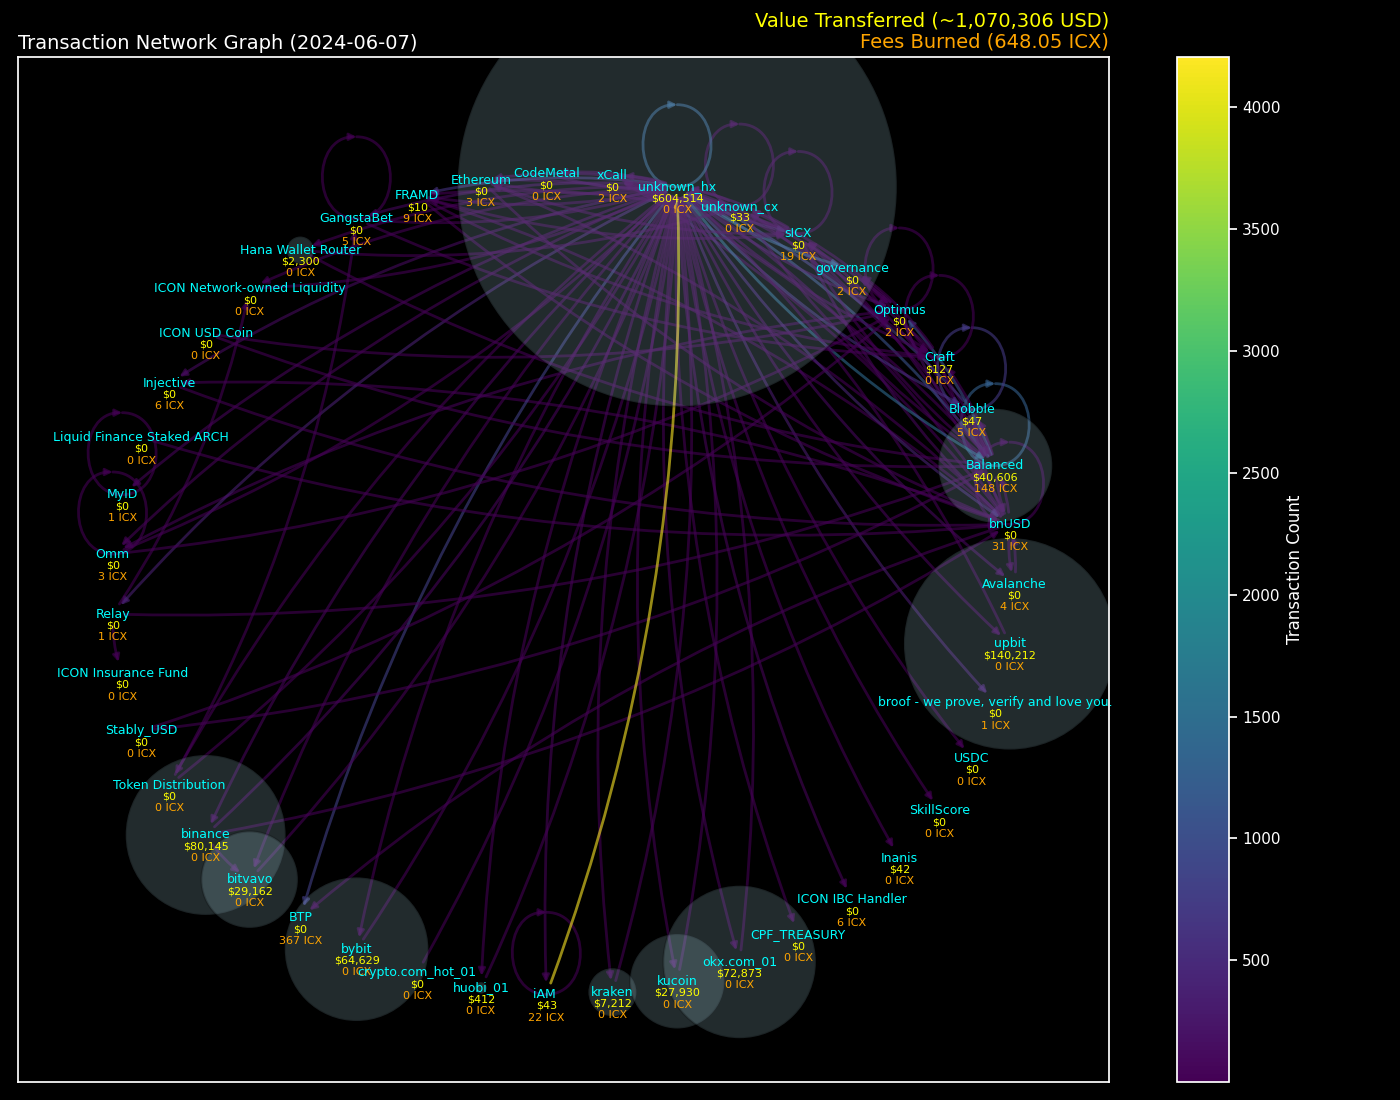 Value Transferred (~1,070,306 USD)
Transaction Network Graph (2024-06-07)
Fees Burned (648.05 ICX)
unknown_hx
$604,514
0 ICX
unknown_cx
$33
0 ICX
sICX
$0
19 ICX
governance
$0
2 ICX
Optimus
$0
2 ICX
Craft
$127
0 ICX
Blobble
$47
5 ICX
Balanced
$40,606
148 ICX
bnUSD
$0
31 ICX
Avalanche
$0
4 ICX
upbit
$140,212
0 ICX
broof - we prove, verify and love you.
$0
1 ICX
USDC
$0
0 ICX
SkillScore
$0
0 ICX
Inanis
$42
0 ICX
ICON IBC Handler
$0
6 ICX
CPF_TREASURY
$0
0 ICX
okx.com_01
$72,873
0 ICX
kucoin
$27,930
0 ICX
kraken
$7,212
0 ICX
iAM
$43
22 ICX
huobi_01
$412
0 ICX
crypto.com_hot_01
$0
0 ICX
bybit
$64,629
0 ICX
BTP
$0
367 ICX
bitvavo
$29,162
0 ICX
binance
$80,145
0 ICX
Token Distribution
$0
0 ICX
Stably_USD
$0
0 ICX
ICON Insurance Fund
$0
0 ICX
Relay
$0
1 ICX
Omm
$0
3 ICX
MyID
$0
1 ICX
Liquid Finance Staked ARCH
$0
0 ICX
Injective
$0
6 ICX
ICON USD Coin
$0
0 ICX
ICON Network-owned Liquidity
$0
0 ICX
Hana Wallet Router
$2,300
0 ICX
GangstaBet
$0
5 ICX
FRAMD
$10
9 ICX
Ethereum
$0
3 ICX
CodeMetal
$0
0 ICX
xCall
$0
2 ICX
4000
3500
3000
2500
2000
1500
1000
500
Transaction Count